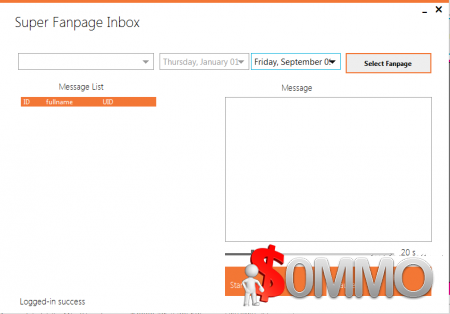 Super Fanpage Inbox
Thursday, January 01
Friday, September 0
Select Fanpage
Message List
Message
ID Fullname UID
20 s
Star
$OMMO
Logged-in success